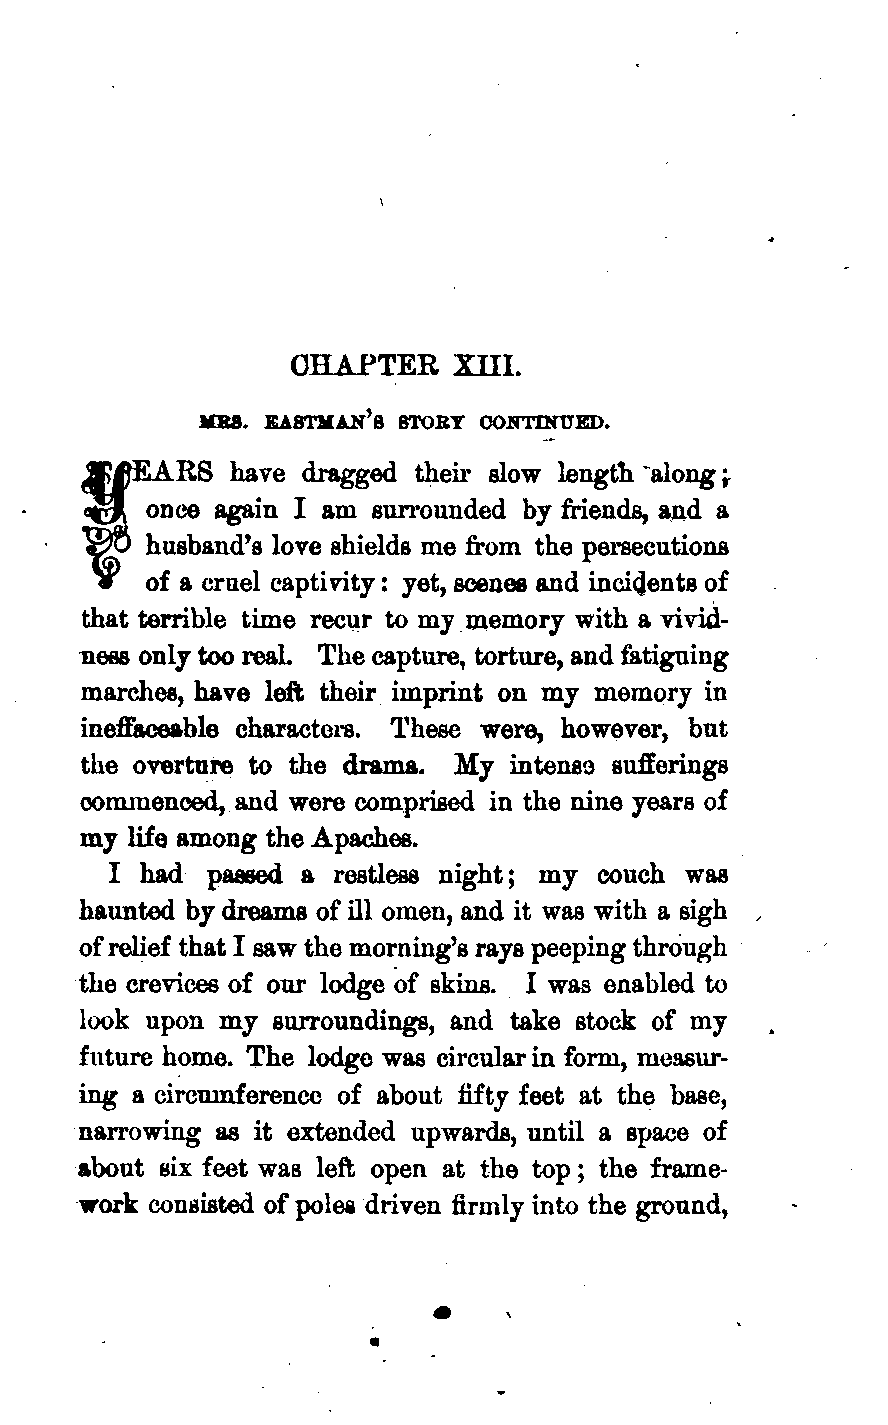 CHAPTER XIII.
MRS. EASTMAN'S STORY CONTINUED.
YEARS have dragged their slow length along;
once again I am surrounded by friends, and a
husband's love shields me from the persecutions
of a cruel captivity: yet, scenes and incidents of
that terrible time recur to my memory with a vivid-
ness only too real. The capture, torture, and fatiguing
marches, have left their imprint on my memory in
ineffaceable characters. These were, however, but
the overture to the drama. My intense sufferings
commenced, and were comprised in the nine years of
my life among the Apaches.
I had passed a restless night; my couch was
haunted by dreams of ill omen, and it was with a sigh
of relief that I saw the morning's rays peeping through
the crevices of our lodge of skins. I was enabled to
look upon my surroundings, and take stock of my
future home. The lodge was circular in form, measur-
ing a circumference of about fifty feet at the base,
narrowing as it extended upwards, until a space of
about six feet was left open at the top; the frame-
work consisted of poles driven firmly into the ground,